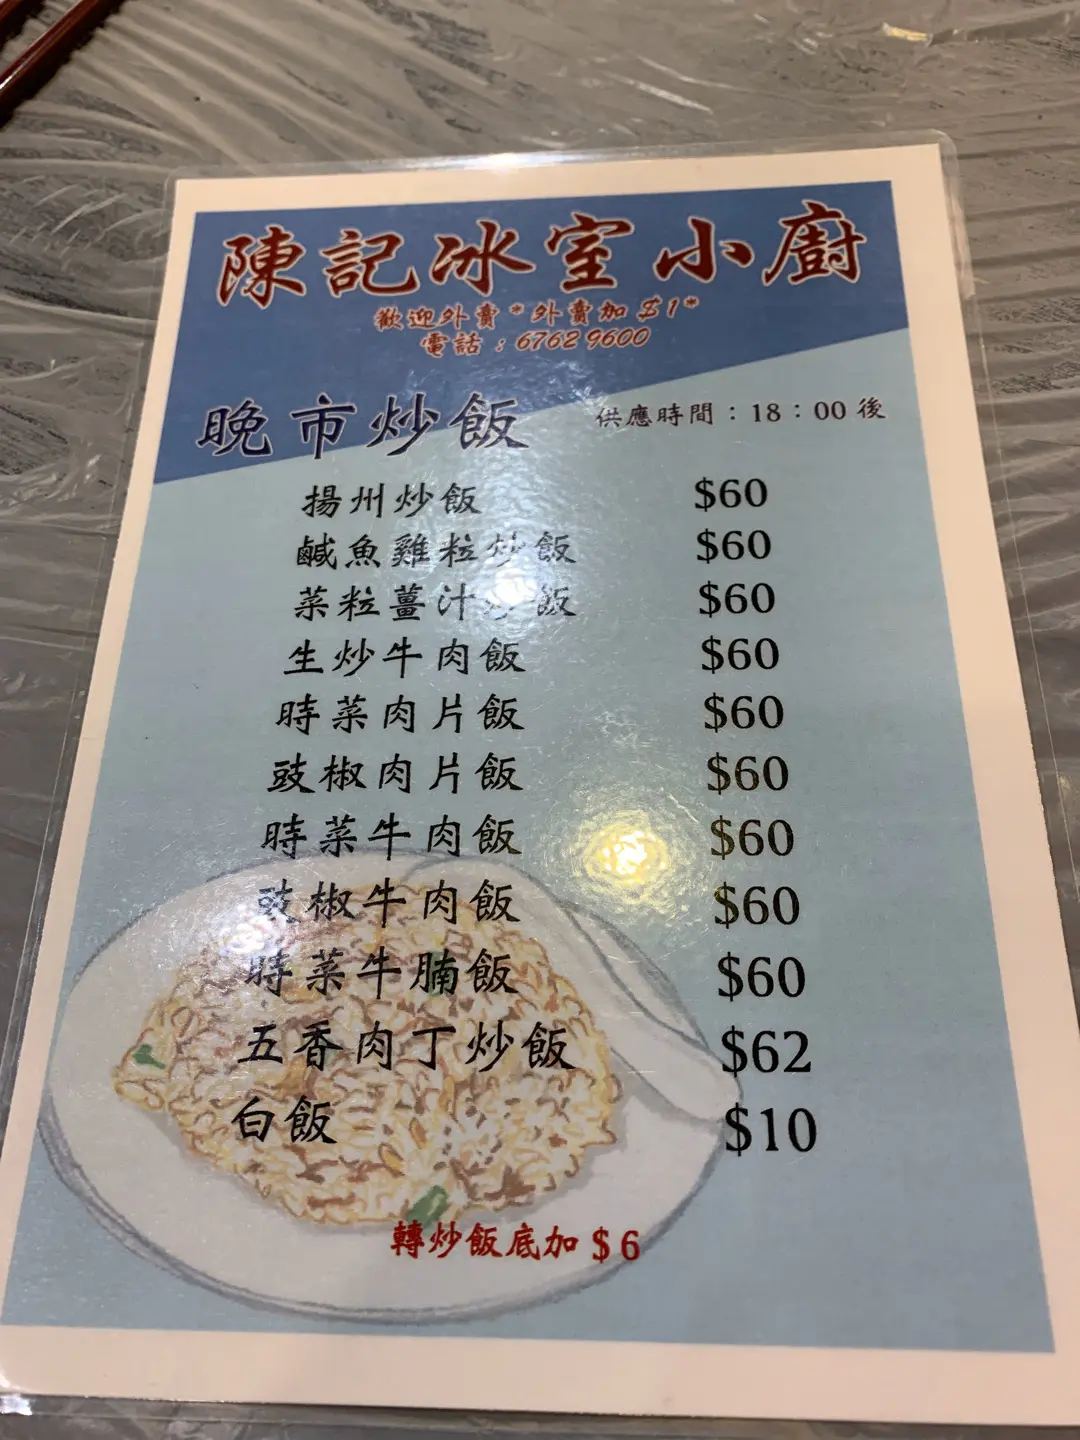 陳記冰室小廚
歡迎外賣*外賣加$1*
電話：6762 9600
晚市炒飯 供應時間：18：00後
揚州炒飯 $60
鹹魚雞粒炒飯 $60
菜粒薑汁炒飯 $60
生炒牛肉飯 $60
時菜肉片飯 $60
豉椒肉片飯 $60
時菜牛肉飯 $60
豉椒牛肉飯 $60
時菜牛腩飯 $60
五香肉丁炒飯 $62
白飯 $10
轉炒飯底加$6